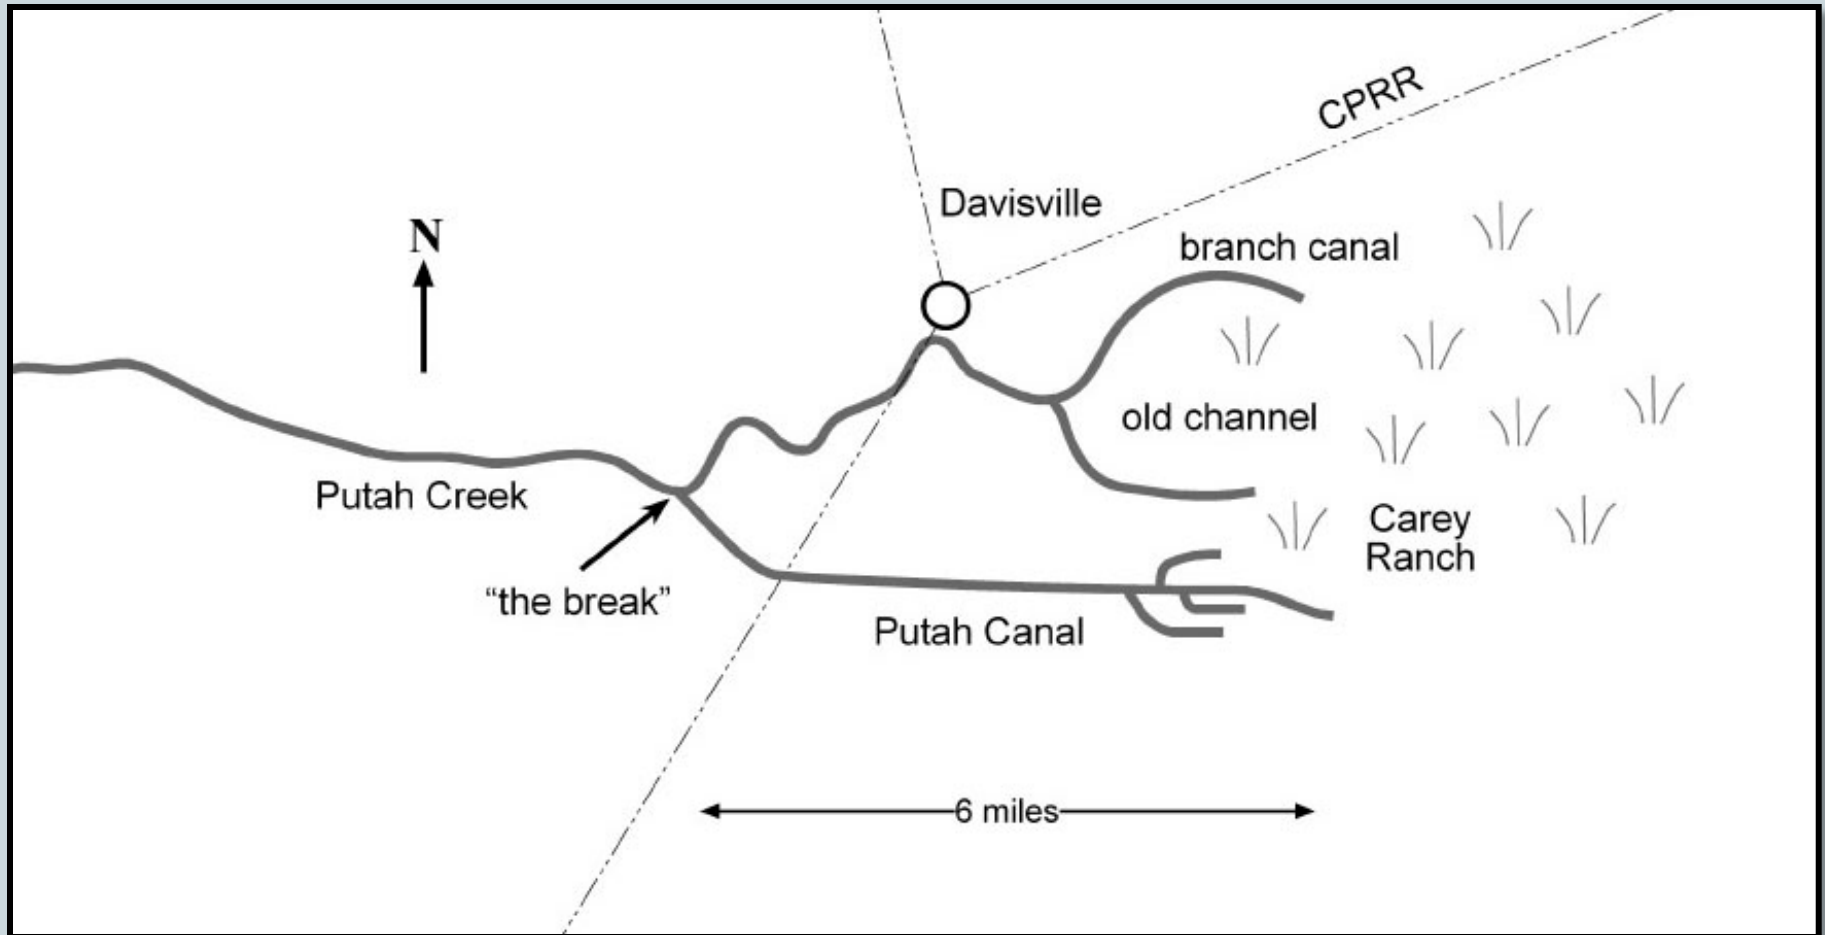 CPRR
Davisville
N
branch canal
old channel
Putah Creek
Carey
Ranch
“the break”
Putah Canal
6 miles